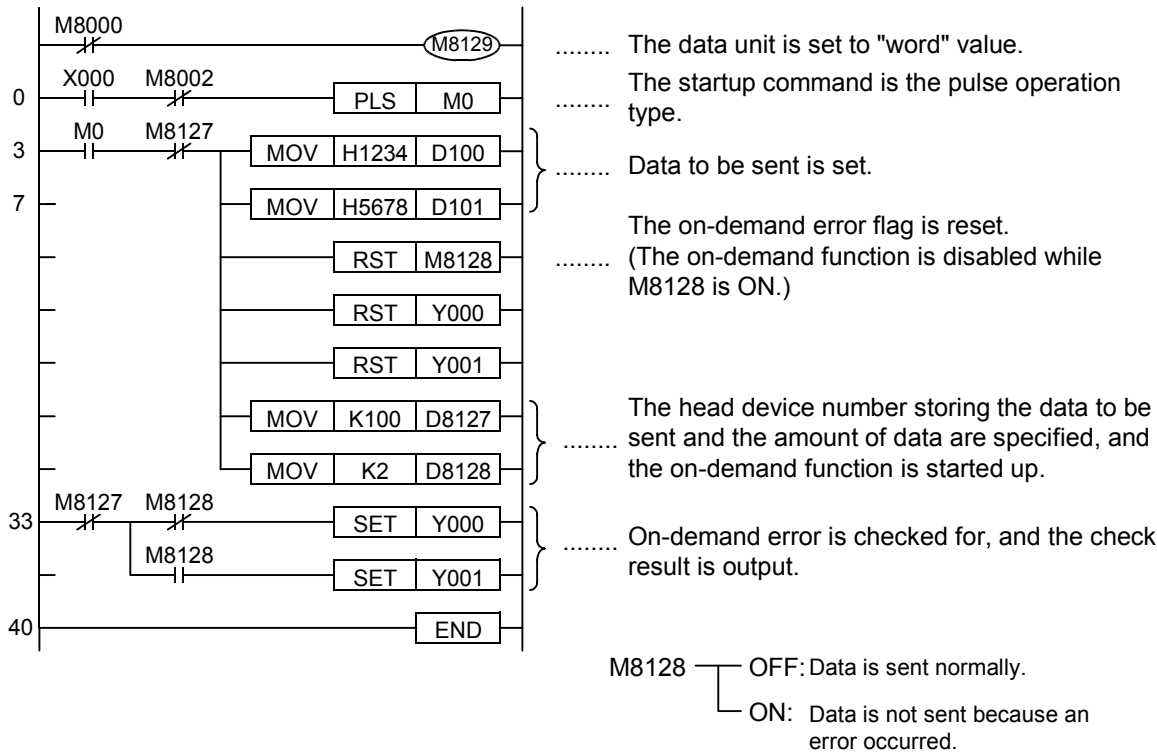 M8000
M8129 ........ The data unit is set to "word" value.
X000 M8002
0 PLS M0 ........ The startup command is the pulse operation
type.
M0 M8127
3 MOV H1234 D100
........ Data to be sent is set.
7 MOV H5678 D101
The on-demand error flag is reset.
RST M8128 ........ (The on-demand function is disabled while
M8128 is ON.)
RST Y000
RST Y001
MOV K100 D8127 The head device number storing the data to be
........ sent and the amount of data are specified, and
MOV K2 D8128 the on-demand function is started up.
M8127 M8128
33 SET Y000
........ On-demand error is checked for, and the check
M8128 result is output.
SET Y001
40 END
M8128 OFF: Data is sent normally.
ON: Data is not sent because an
error occurred.